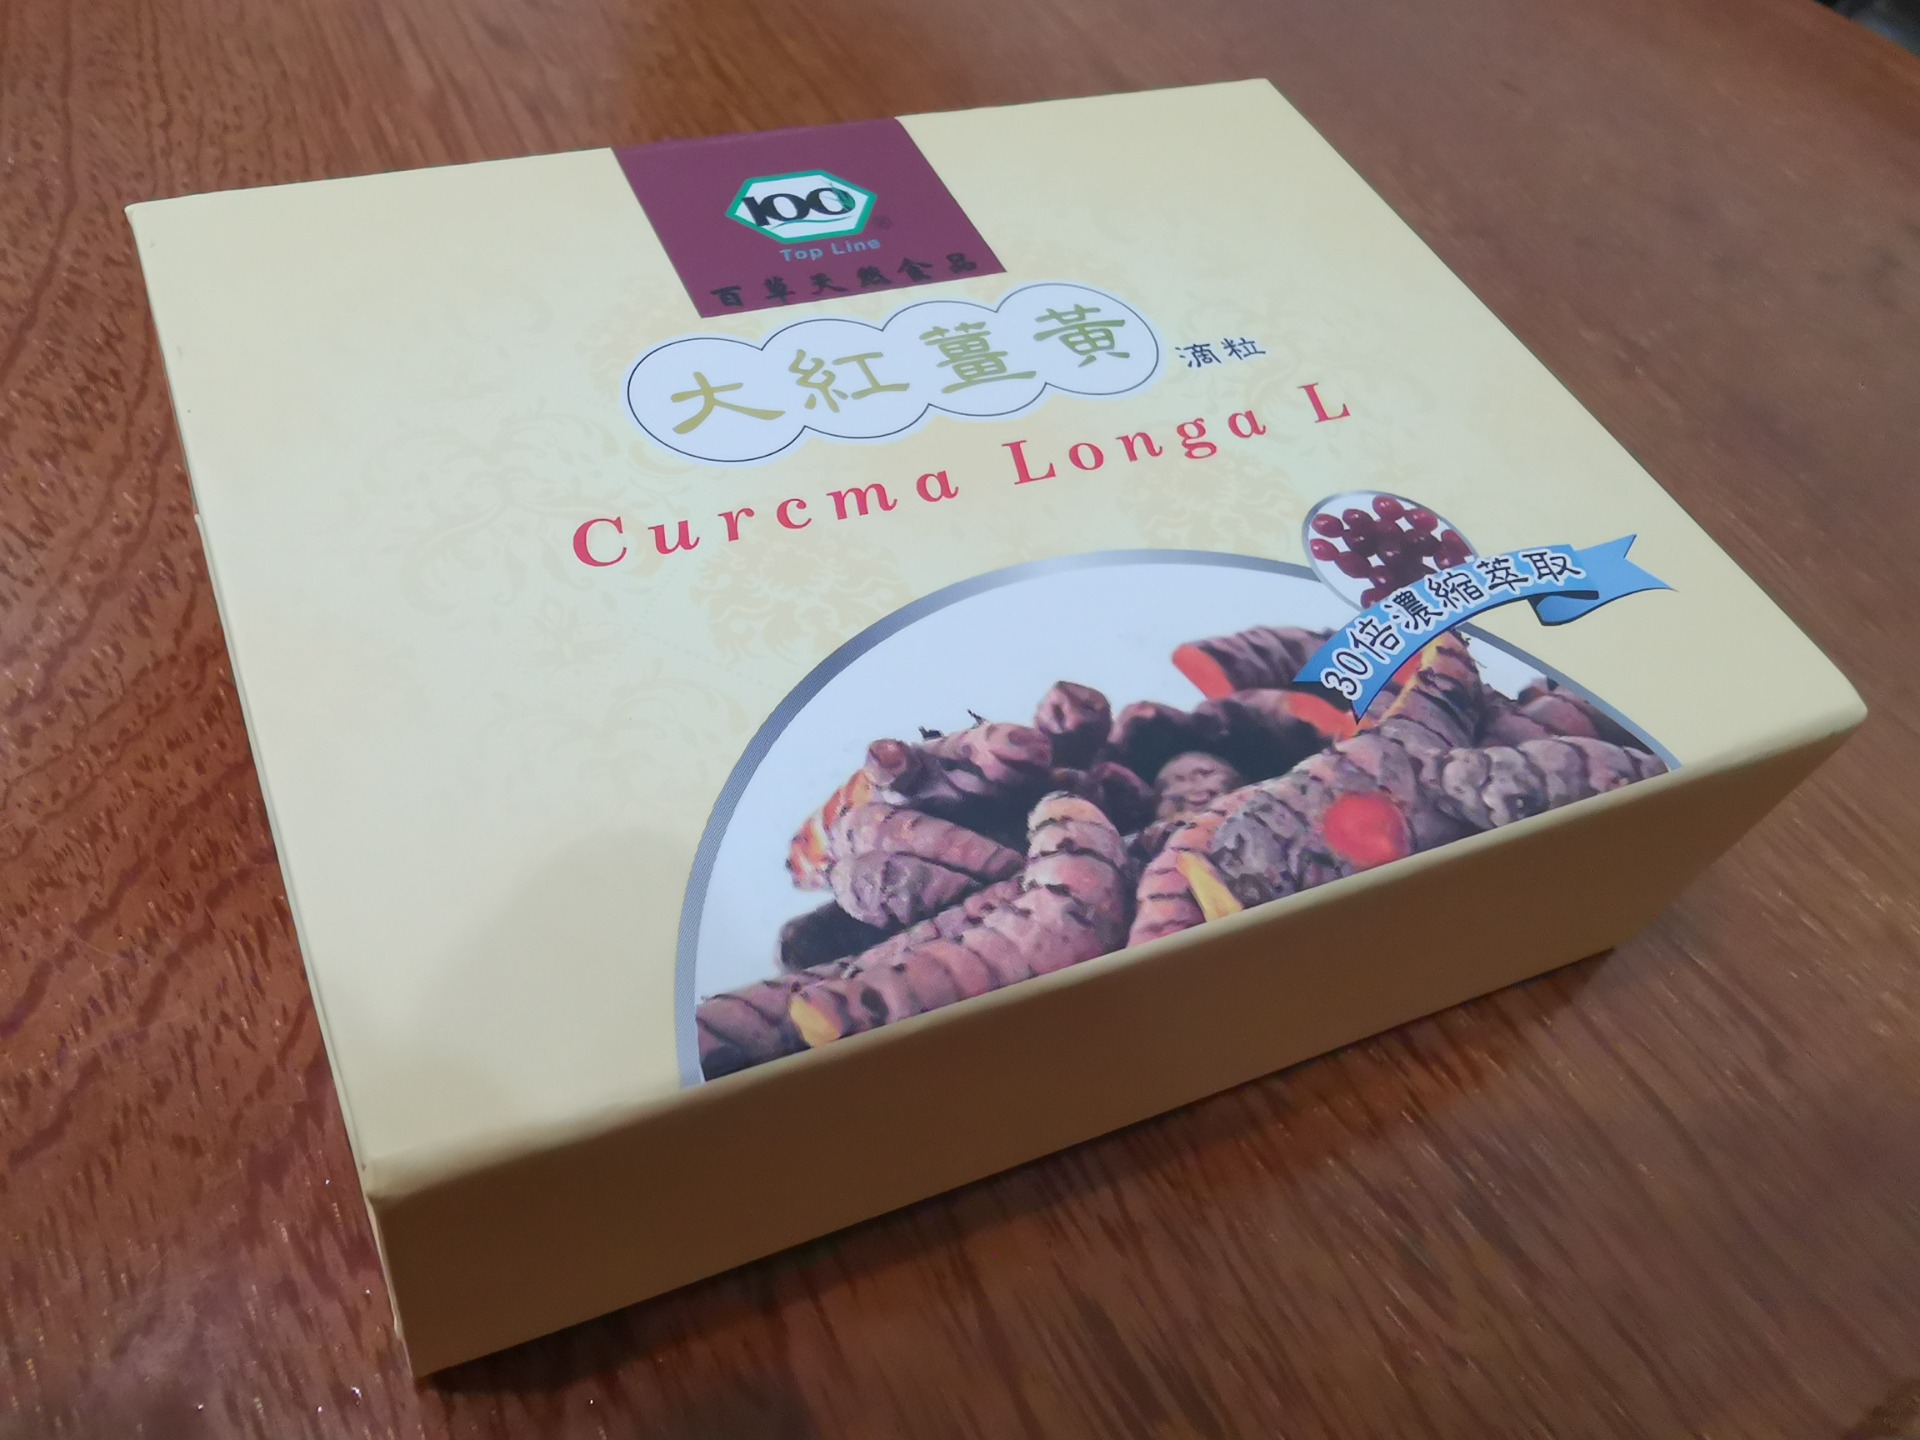 100
®
Top Line
百草天然食品
大紅薑黃 滴粒
Curcma Longa L
30倍濃縮萃取